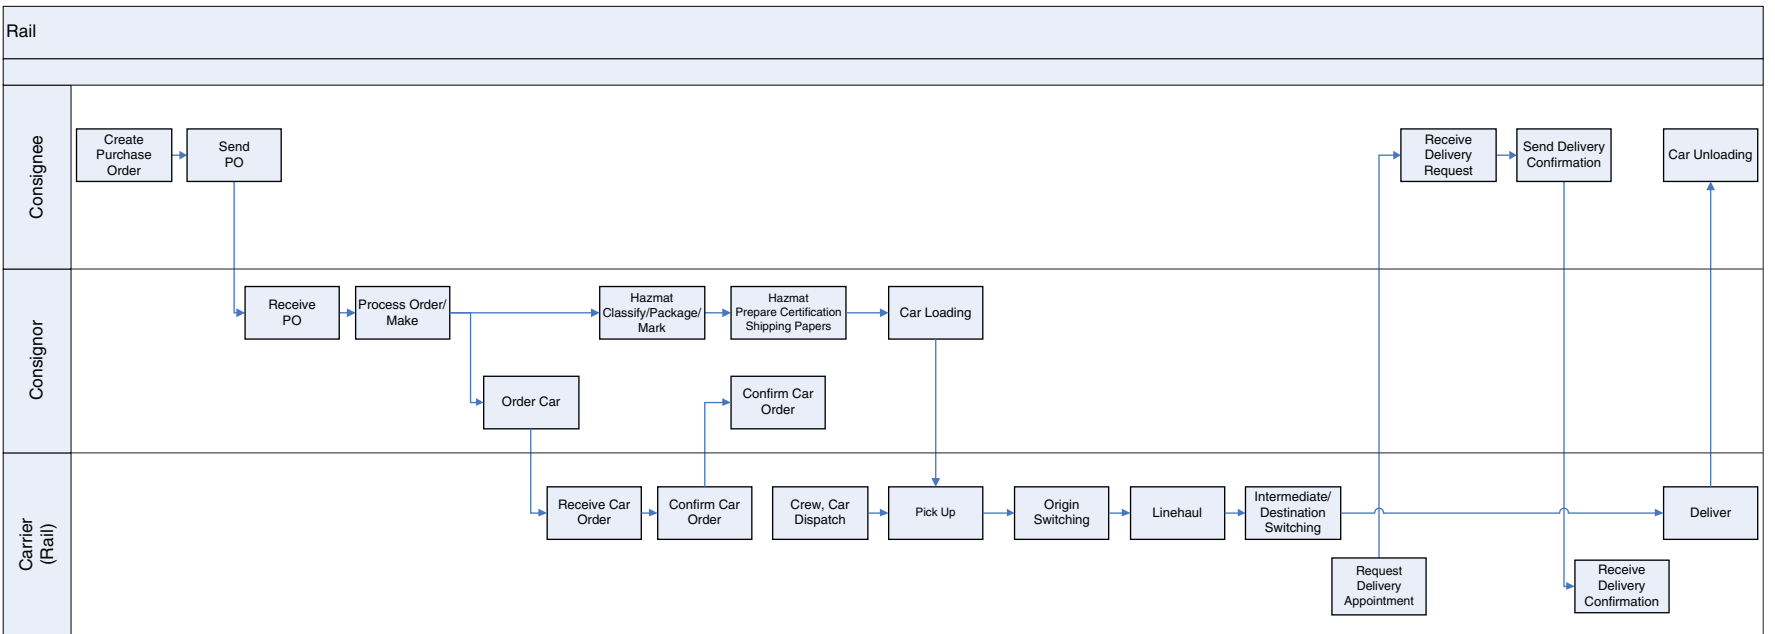 Rail
Consignee
Create
Purchase
Order
Send
PO
Receive
Delivery
Request
Send Delivery
Confirmation
Car Unloading
Consignor
Receive
PO
Process Order/
Make
Hazmat
Classify/Package/
Mark
Hazmat
Prepare Certification
Shipping Papers
Car Loading
Order Car
Confirm Car
Order
Carrier
(Rail)
Receive Car
Order
Confirm Car
Order
Crew, Car
Dispatch
Pick Up
Origin
Switching
Linehaul
Intermediate/
Destination
Switching
Deliver
Request
Delivery
Appointment
Receive
Delivery
Confirmation